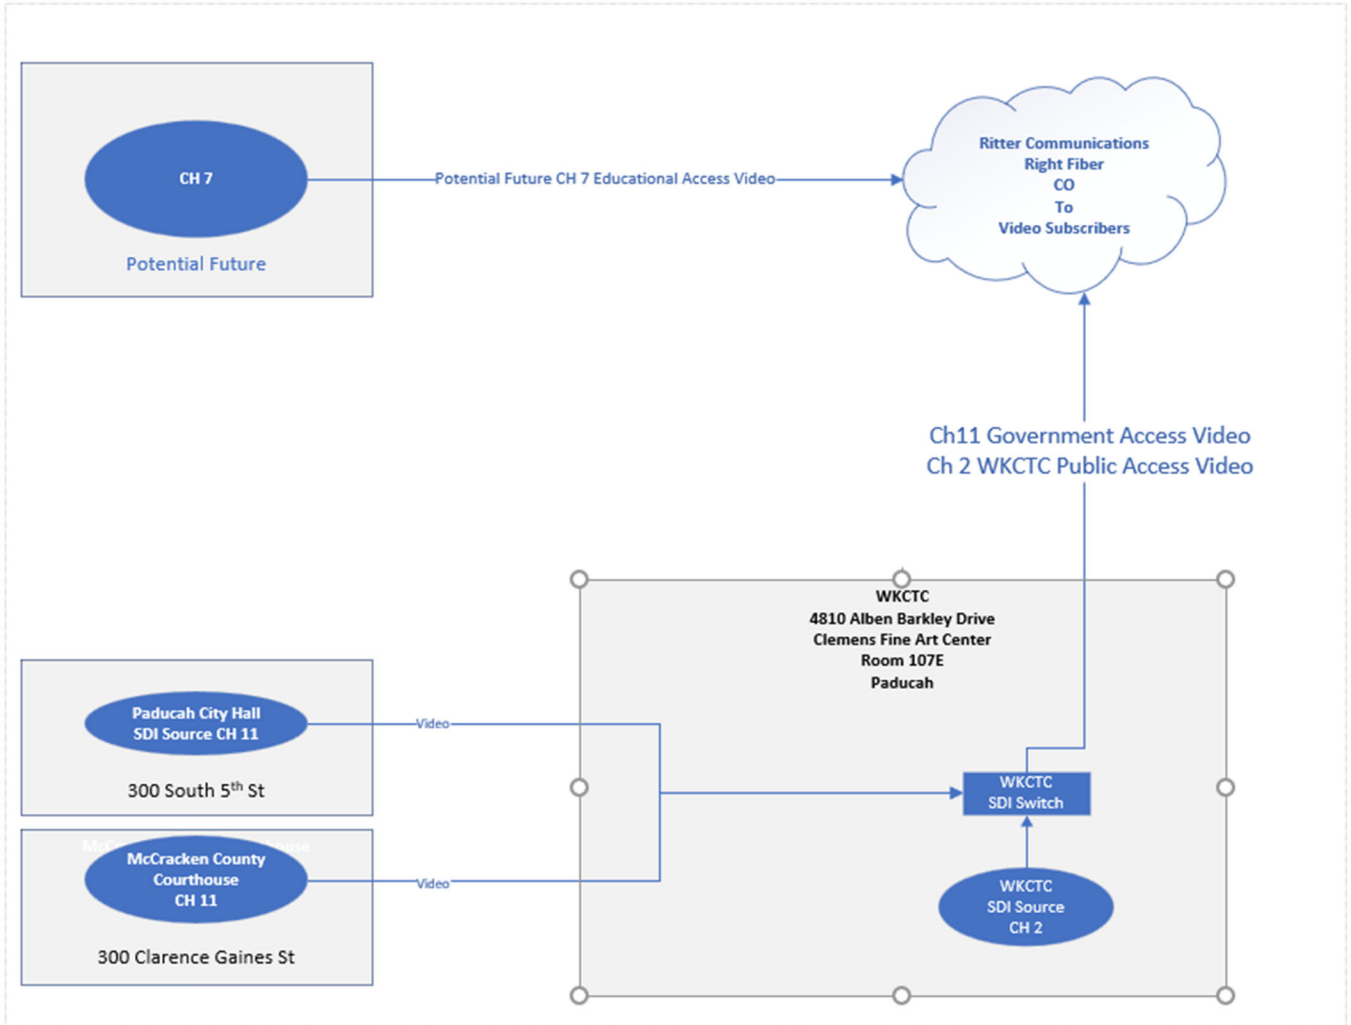 CH 7
Potential Future
Potential Future CH 7 Educational Access Video
Ritter Communications
Right Fiber
CO
To
Video Subscribers
Ch11 Government Access Video
Ch 2 WKCTC Public Access Video
WKCTC
4810 Alben Barkley Drive
Clemens Fine Art Center
Room 107E
Paducah
Paducah City Hall
SDI Source CH 11
300 South 5th St
Video
McCracken County
Courthouse
CH 11
300 Clarence Gaines St
Video
WKCTC
SDI Switch
WKCTC
SDI Source
CH 2